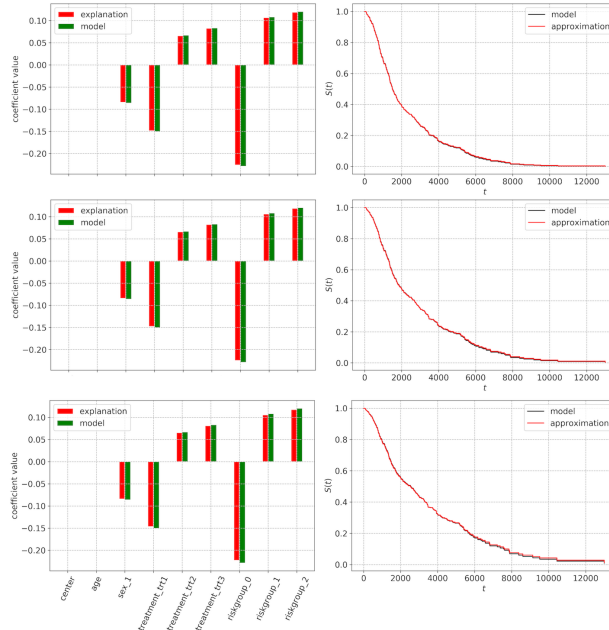 explanation
model
coefficient value
0.10
0.05
0.00
−0.05
−0.10
−0.15
−0.20
model
approximation
S(t)
1.0
0.8
0.6
0.4
0.2
0.0
0 2000 4000 6000 8000 10000 12000
t
explanation
model
coefficient value
0.10
0.05
0.00
−0.05
−0.10
−0.15
−0.20
model
approximation
S(t)
1.0
0.8
0.6
0.4
0.2
0.0
0 2000 4000 6000 8000 10000 12000
t
explanation
model
coefficient value
0.10
0.05
0.00
−0.05
−0.10
−0.15
−0.20
center
age
sex_1
treatment_trt1
treatment_trt2
treatment_trt3
riskgroup_0
riskgroup_1
riskgroup_2
model
approximation
S(t)
1.0
0.8
0.6
0.4
0.2
0.0
0 2000 4000 6000 8000 10000 12000
t